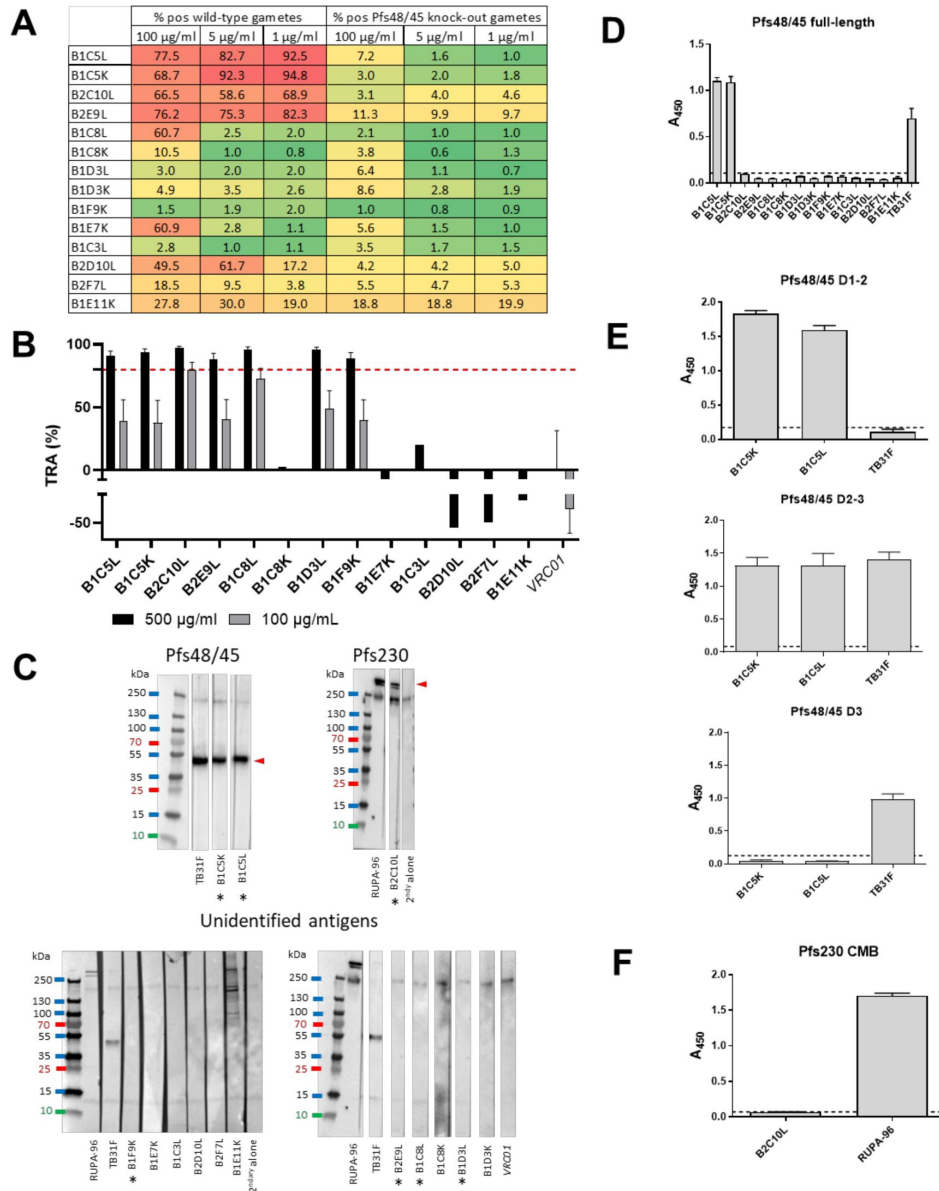 A
% pos wild-type gametes % pos Pfs48/45 knock-out gametes
100 µg/ml 5 µg/ml 1 µg/ml 100 µg/ml 5 µg/ml 1 µg/ml
B1C5L 77.5 82.7 92.5 7.2 1.6 1.0
B1C5K 68.7 92.3 94.8 3.0 2.0 1.8
B2C10L 66.5 58.6 68.9 3.1 4.0 4.6
B2E9L 76.2 75.3 82.3 11.3 9.9 9.7
B1C8L 60.7 2.5 2.0 2.1 1.0 1.0
B1C8K 10.5 1.0 0.8 3.8 0.6 1.3
B1D3L 3.0 2.0 2.0 6.4 1.1 0.7
B1D3K 4.9 3.5 2.6 8.6 2.8 1.9
B1F9K 1.5 1.9 2.0 1.0 0.8 0.9
B1E7K 60.9 2.8 1.1 5.6 1.5 1.0
B1C3L 2.8 1.0 1.1 3.5 1.7 1.5
B2D10L 49.5 61.7 17.2 4.2 4.2 5.0
B2F7L 18.5 9.5 3.8 5.5 4.7 5.3
B1E11K 27.8 30.0 19.0 18.8 18.8 19.9
B
TRA (%)
100
50
0
-50
B1C5L B1C5K B2C10L B2E9L B1C8L B1C8K B1D3L B1F9K B1E7K B1C3L B2D10L B2F7L B1E11K VRC01
500 µg/ml 100 µg/mL
C
Pfs48/45
kDa
250
130
100
70
55
35
25
15
10
TB31F
* B1C5K
* B1C5L
Pfs230
kDa
250
130
100
70
55
35
25
15
10
RUPA-96
* B2C10L
2ndy alone
Unidentified antigens
kDa
250
130
100
70
55
35
25
15
10
RUPA-96
TB31F
* B1F9K
B1E7K
B1C3L
B2D10L
B2F7L
B1E11K
2ndary alone
kDa
250
130
100
70
55
35
25
15
10
RUPA-96
TB31F
* B2E9L
* B1C8L
B1C8K
* B1D3L
B1D3K
VRC01
D
Pfs48/45 full-length
A450
1.5
1.0
0.5
0.0
B1C5L B1C5K B2C10L B2E9L B1C8L B1C8K B1D3L B1D3K B1F9K B1E7K B1C3L B2D10L B2F7L B1E11K TB31F
E
Pfs48/45 D1-2
A450
2.0
1.5
1.0
0.5
0.0
B1C5K B1C5L TB31F
Pfs48/45 D2-3
A450
2.0
1.5
1.0
0.5
0.0
B1C5K B1C5L TB31F
Pfs48/45 D3
A450
2.0
1.5
1.0
0.5
0.0
B1C5K B1C5L TB31F
F
Pfs230 CMB
A450
2.0
1.5
1.0
0.5
0.0
B2C10L RUPA-96